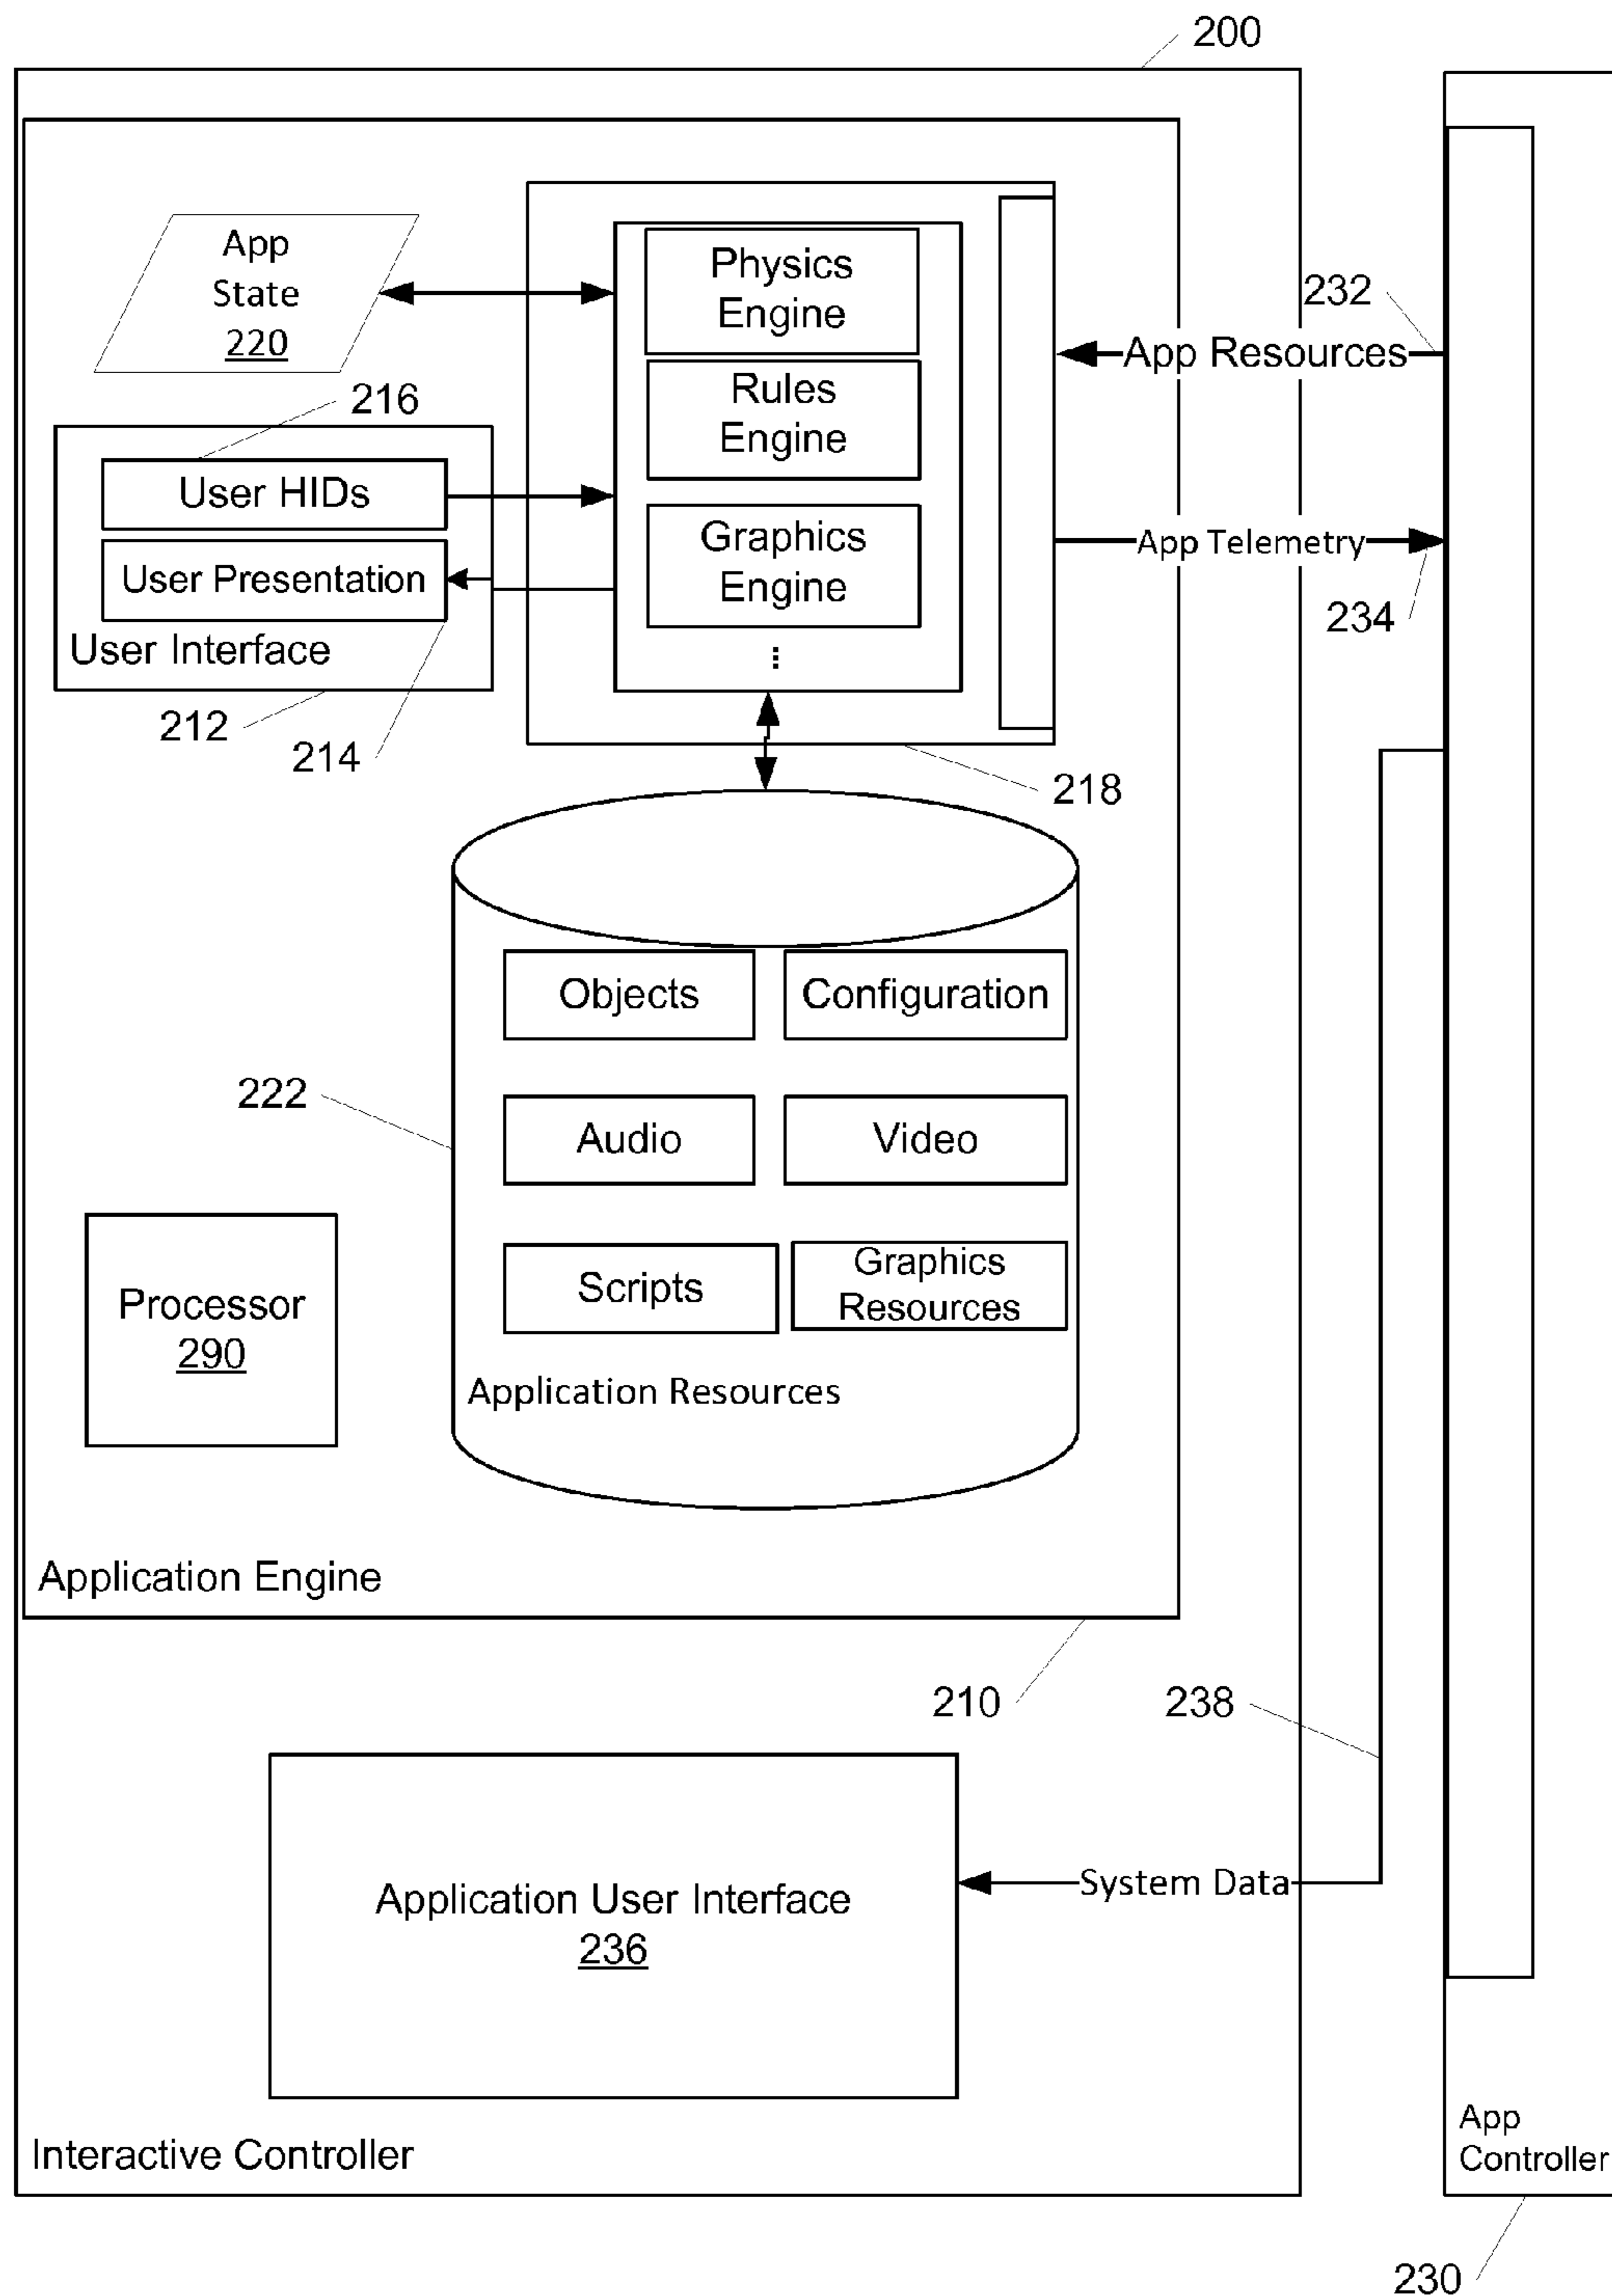 200
App
State
220
Physics
Engine
232
App Resources
216
Rules
Engine
User HIDs
Graphics
Engine
App Telemetry
User Presentation
234
User Interface
...
212
214
218
Objects
Configuration
222
Audio
Video
Scripts
Graphics
Resources
Processor
290
Application Resources
Application Engine
210
238
System Data
Application User Interface
236
Interactive Controller
App
Controller
230